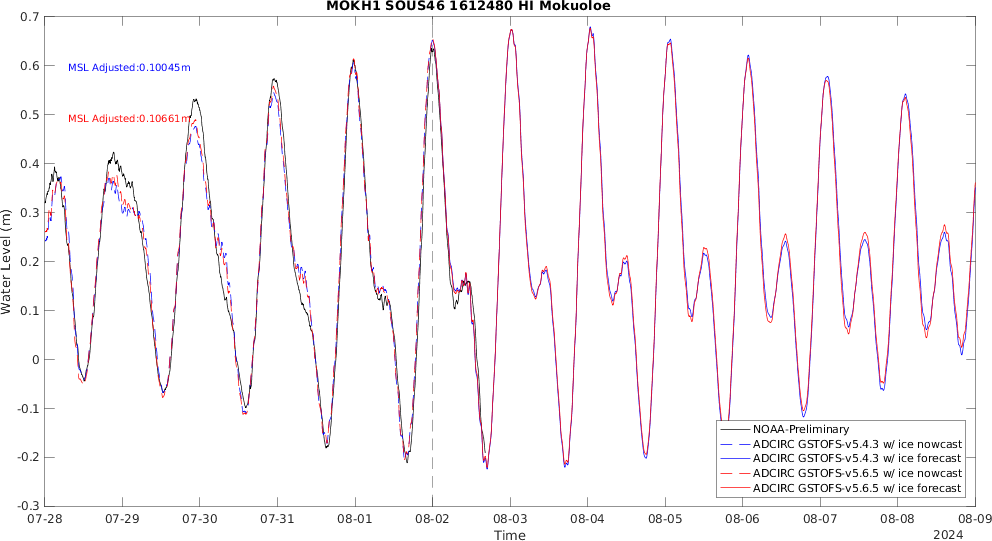 MOKH1 SOUS46 1612480 HI Mokuoloe
0.7
0.6
0.5
0.4
0.3
0.2
0.1
0
-0.1
-0.2
-0.3
Water Level (m)
MSL Adjusted:0.10045m
MSL Adjusted:0.10661m
NOAA-Preliminary
ADCIRC GSTOFS-v5.4.3 w/ ice nowcast
ADCIRC GSTOFS-v5.4.3 w/ ice forecast
ADCIRC GSTOFS-v5.6.5 w/ ice nowcast
ADCIRC GSTOFS-v5.6.5 w/ ice forecast
07-28 07-29 07-30 07-31 08-01 08-02 08-03 08-04 08-05 08-06 08-07 08-08 08-09
Time
2024